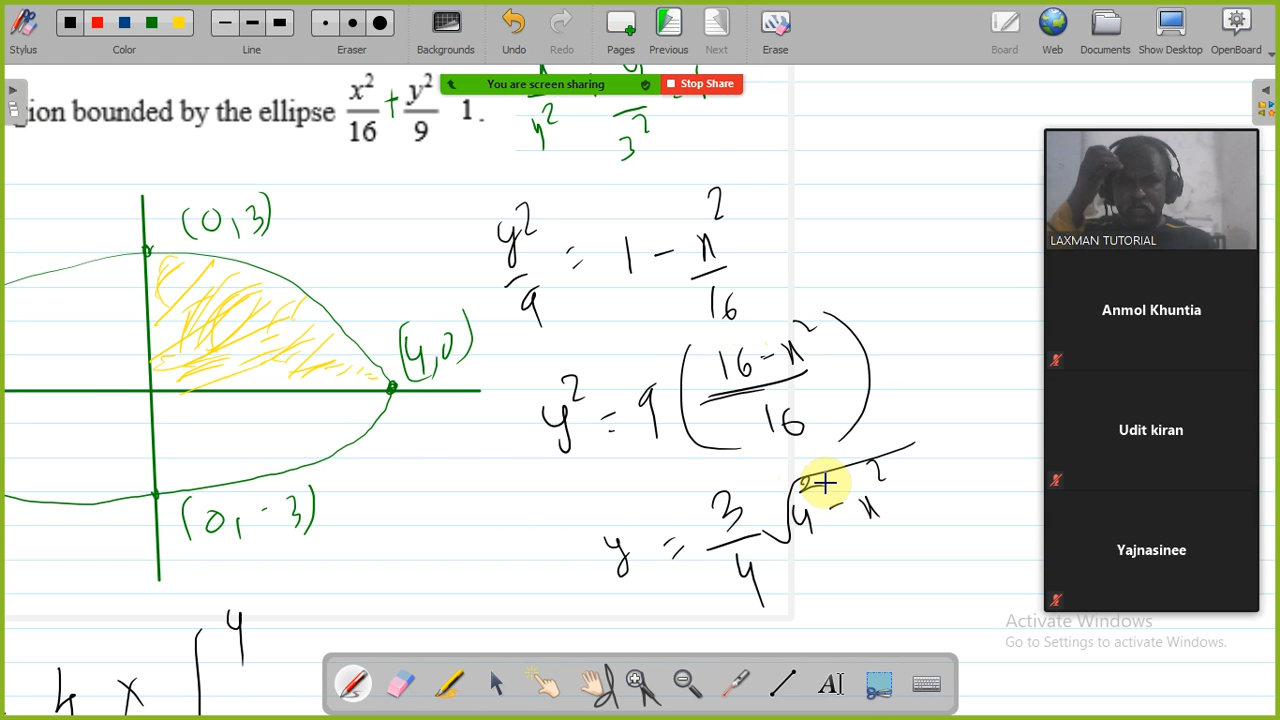 Stylus
Color
Line
Eraser
Backgrounds
Undo
Redo
Pages
Previous
Next
Erase
Board
Web
Documents
Show Desktop
OpenBoard
You are screen sharing
Stop Share
gion bounded by the ellipse x²/16 + y²/9 1.
(0,3)
(4,0)
(0,-3)
y²/9 = 1 - x²/16
y² = 9 ((16-x²)/16)
y = 3/4 √(4²-x²)
4 × ∫ 4
LAXMAN TUTORIAL
Anmol Khuntia
Udit kiran
Yajnasinee
Activate Windows
Go to Settings to activate Windows.